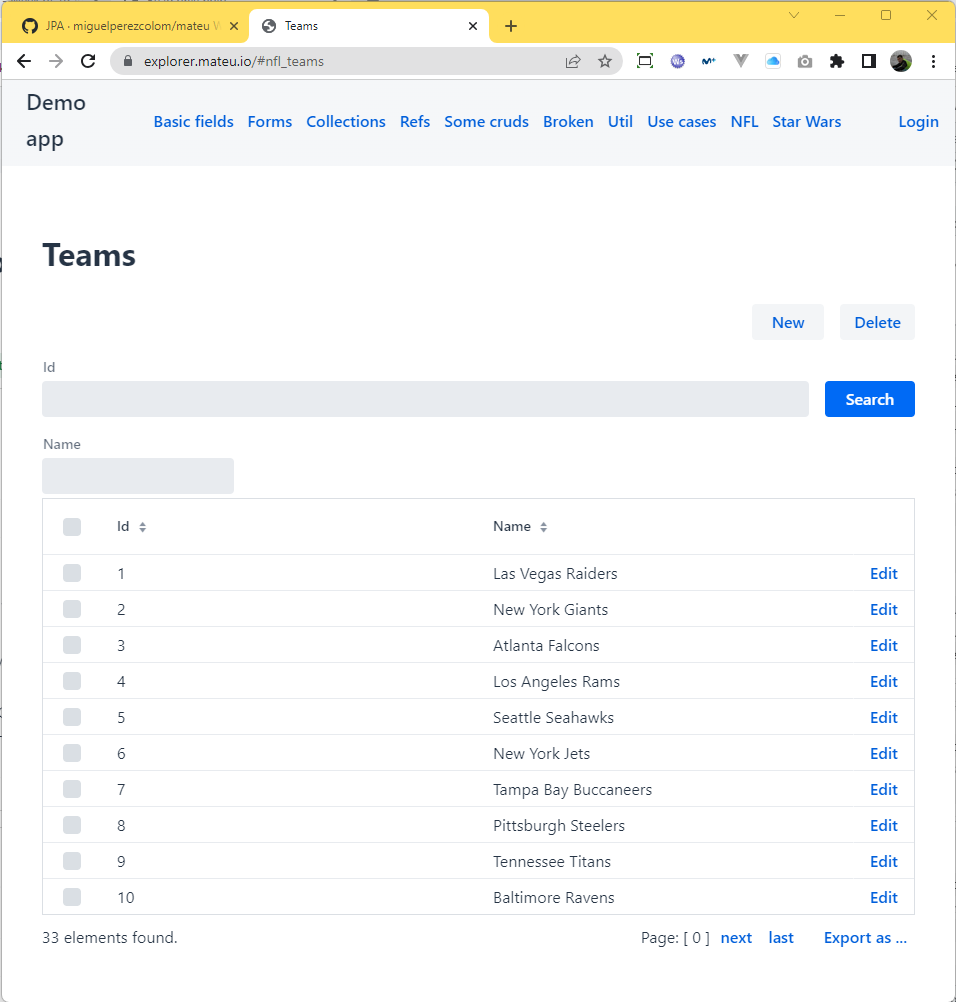 JPA · miguelperezcolom/mateu W
Teams
explorer.mateu.io/#nfl_teams
Demo app
Basic fields Forms Collections Refs Some cruds Broken Util Use cases NFL Star Wars Login
Teams
New Delete
Id
Search
Name
Id Name
1 Las Vegas Raiders Edit
2 New York Giants Edit
3 Atlanta Falcons Edit
4 Los Angeles Rams Edit
5 Seattle Seahawks Edit
6 New York Jets Edit
7 Tampa Bay Buccaneers Edit
8 Pittsburgh Steelers Edit
9 Tennessee Titans Edit
10 Baltimore Ravens Edit
33 elements found. Page: [ 0 ] next last Export as ...